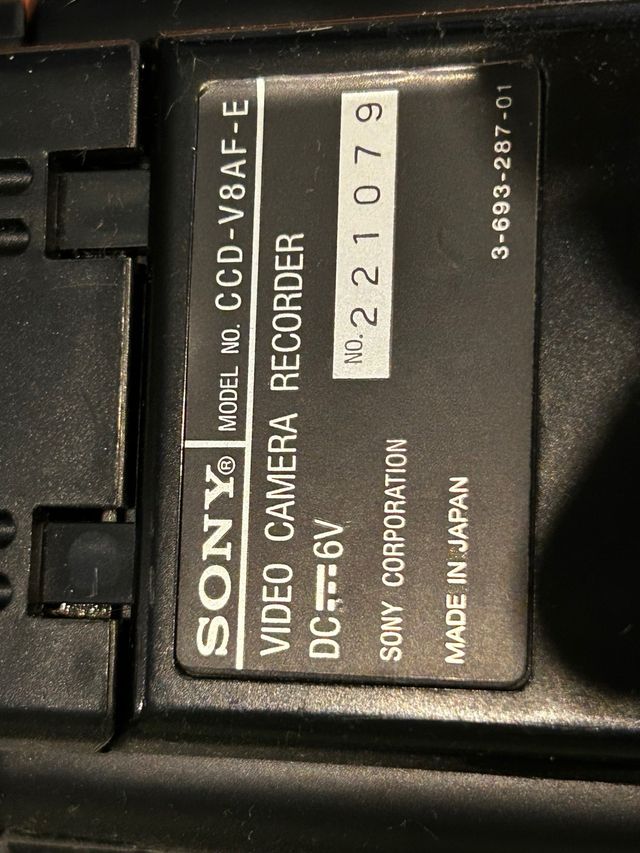 SONY® MODEL NO. CCD-V8AF-E
VIDEO CAMERA RECORDER
DC 6V
NO. 221079
SONY CORPORATION
MADE IN JAPAN
3-693-287-01